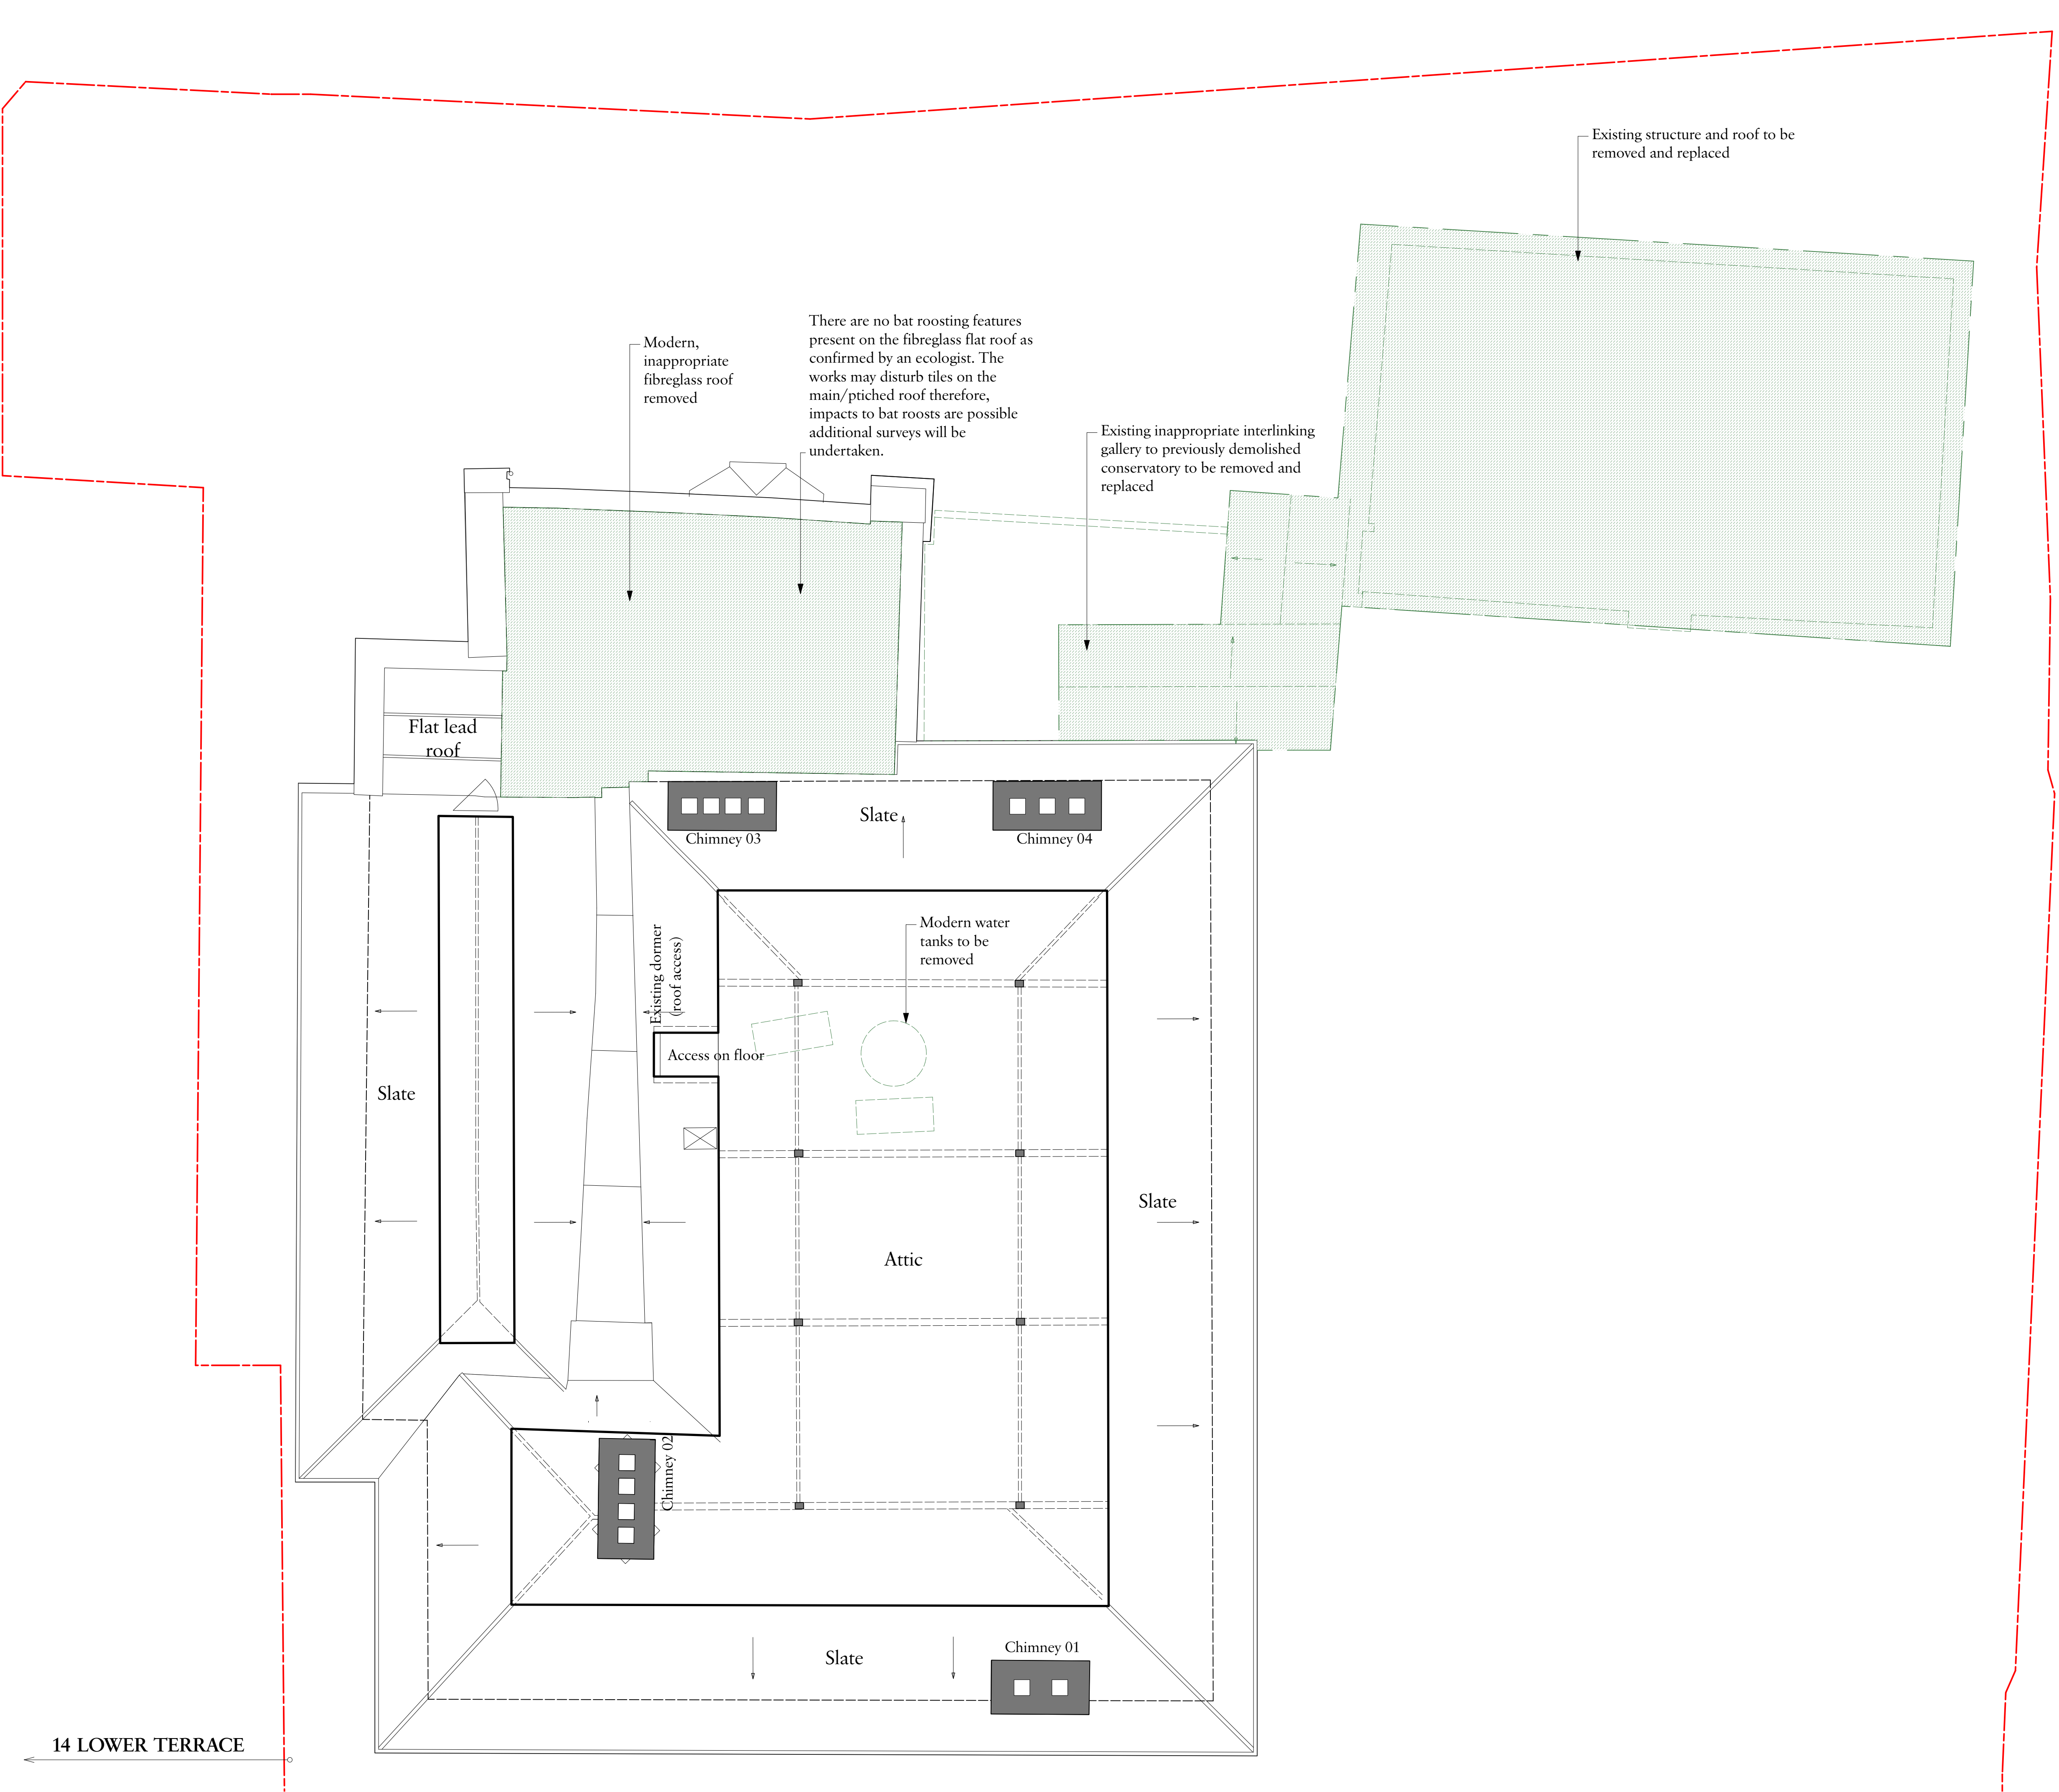 Existing structure and roof to be
removed and replaced
There are no bat roosting features
present on the fibreglass flat roof as
confirmed by an ecologist. The
works may disturb tiles on the
main/ptiched roof therefore,
impacts to bat roosts are possible
additional surveys will be
undertaken.
Modern,
inappropriate
fibreglass roof
removed
Existing inappropriate interlinking
gallery to previously demolished
conservatory to be removed and
replaced
Flat lead
roof
Slate
Chimney 03
Chimney 04
Modern water
tanks to be
removed
Existing dormer
(roof access)
Access on floor
Slate
Slate
Attic
Chimney 02
Chimney 01
Slate
14 LOWER TERRACE